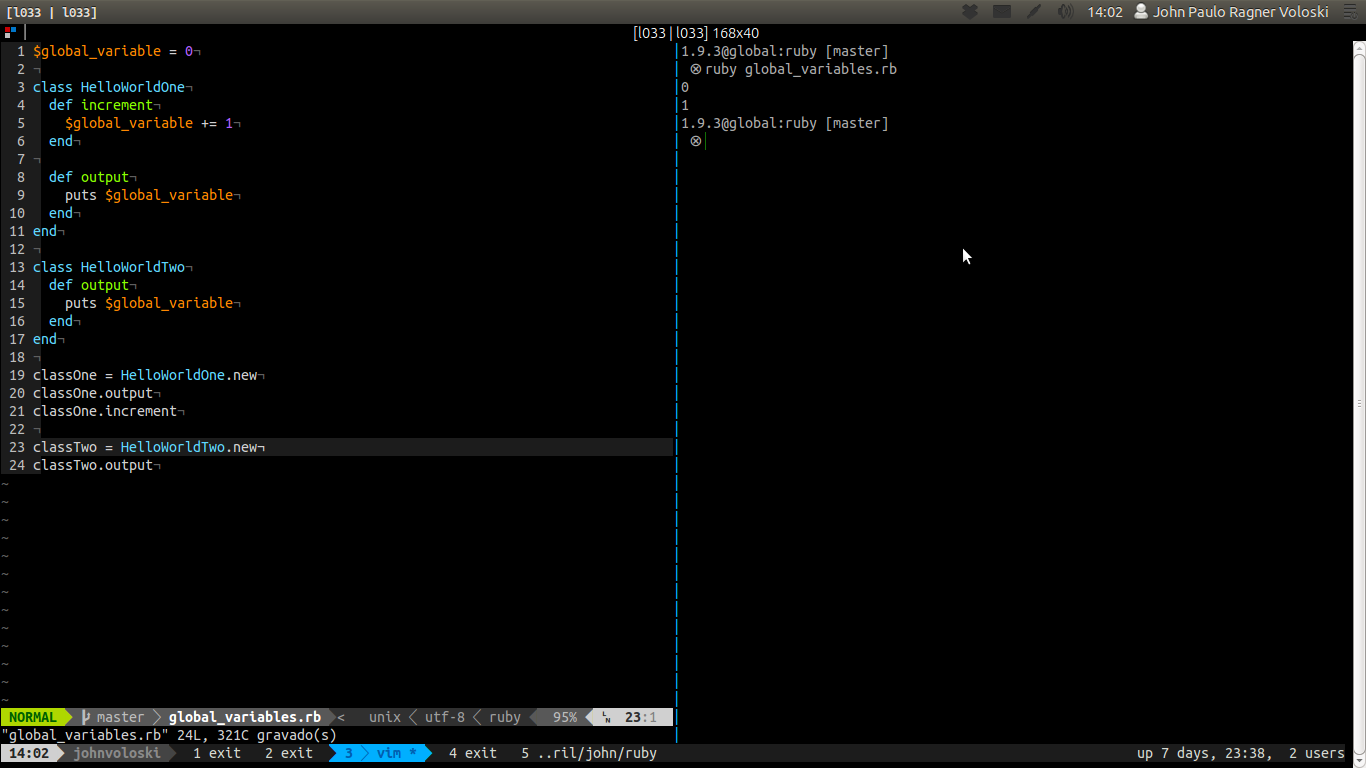 [l033 | l033]
14:02 John Paulo Ragner Voloski
[l033 | l033] 168x40
1 $global_variable = 0¬
2 ¬
3 class HelloWorldOne¬
4   def increment¬
5     $global_variable += 1¬
6   end¬
7 ¬
8   def output¬
9     puts $global_variable¬
10   end¬
11 end¬
12 ¬
13 class HelloWorldTwo¬
14   def output¬
15     puts $global_variable¬
16   end¬
17 end¬
18 ¬
19 classOne = HelloWorldOne.new¬
20 classOne.output¬
21 classOne.increment¬
22 ¬
23 classTwo = HelloWorldTwo.new¬
24 classTwo.output¬
~
~
~
~
~
~
~
~
~
~
~
~
~
NORMAL master global_variables.rb < unix < utf-8 < ruby 95% LN 23:1
"global_variables.rb" 24L, 321C gravado(s)
1.9.3@global:ruby [master]
⊗ ruby global_variables.rb
0
1
1.9.3@global:ruby [master]
⊗
14:02 johnvoloski 1 exit 2 exit 3 vim * 4 exit 5 ..ril/john/ruby up 7 days, 23:38, 2 users